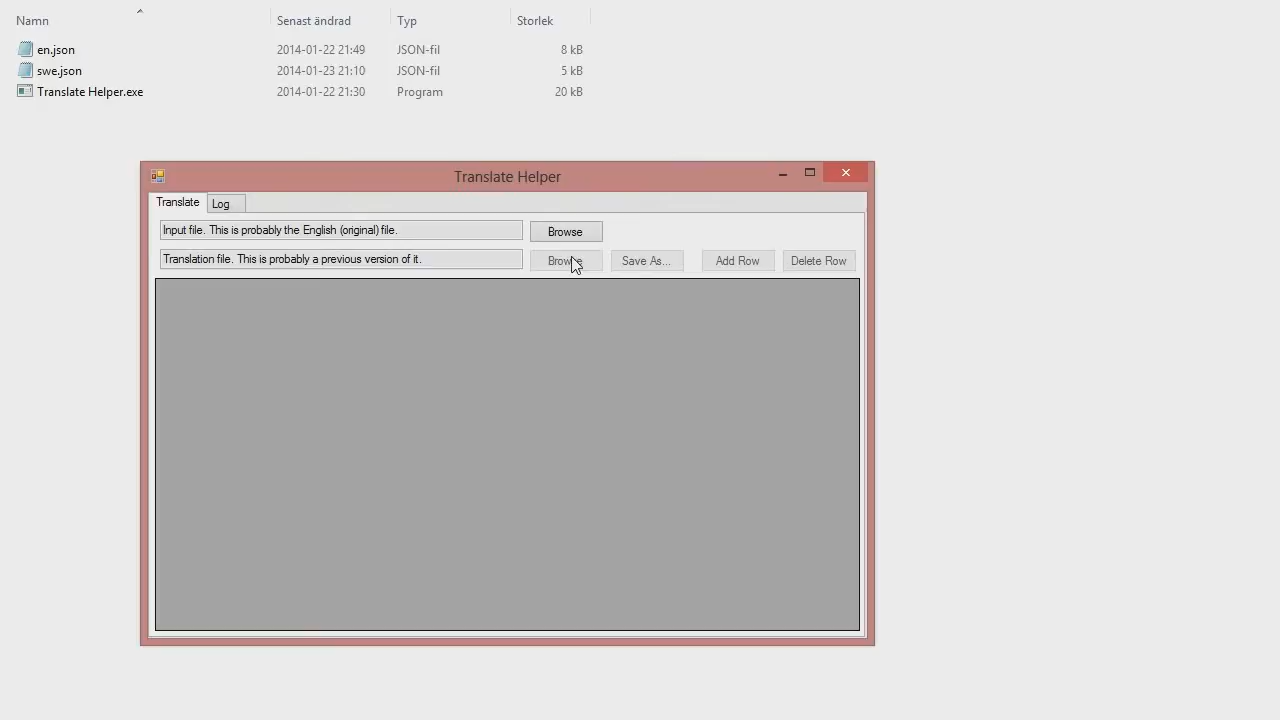 Namn Senast ändrad Typ Storlek
en.json 2014-01-22 21:49 JSON-fil 8 kB
swe.json 2014-01-23 21:10 JSON-fil 5 kB
Translate Helper.exe 2014-01-22 21:30 Program 20 kB
Translate Helper
Translate Log
Input file. This is probably the English (original) file. Browse
Translation file. This is probably a previous version of it. Browse Save As... Add Row Delete Row